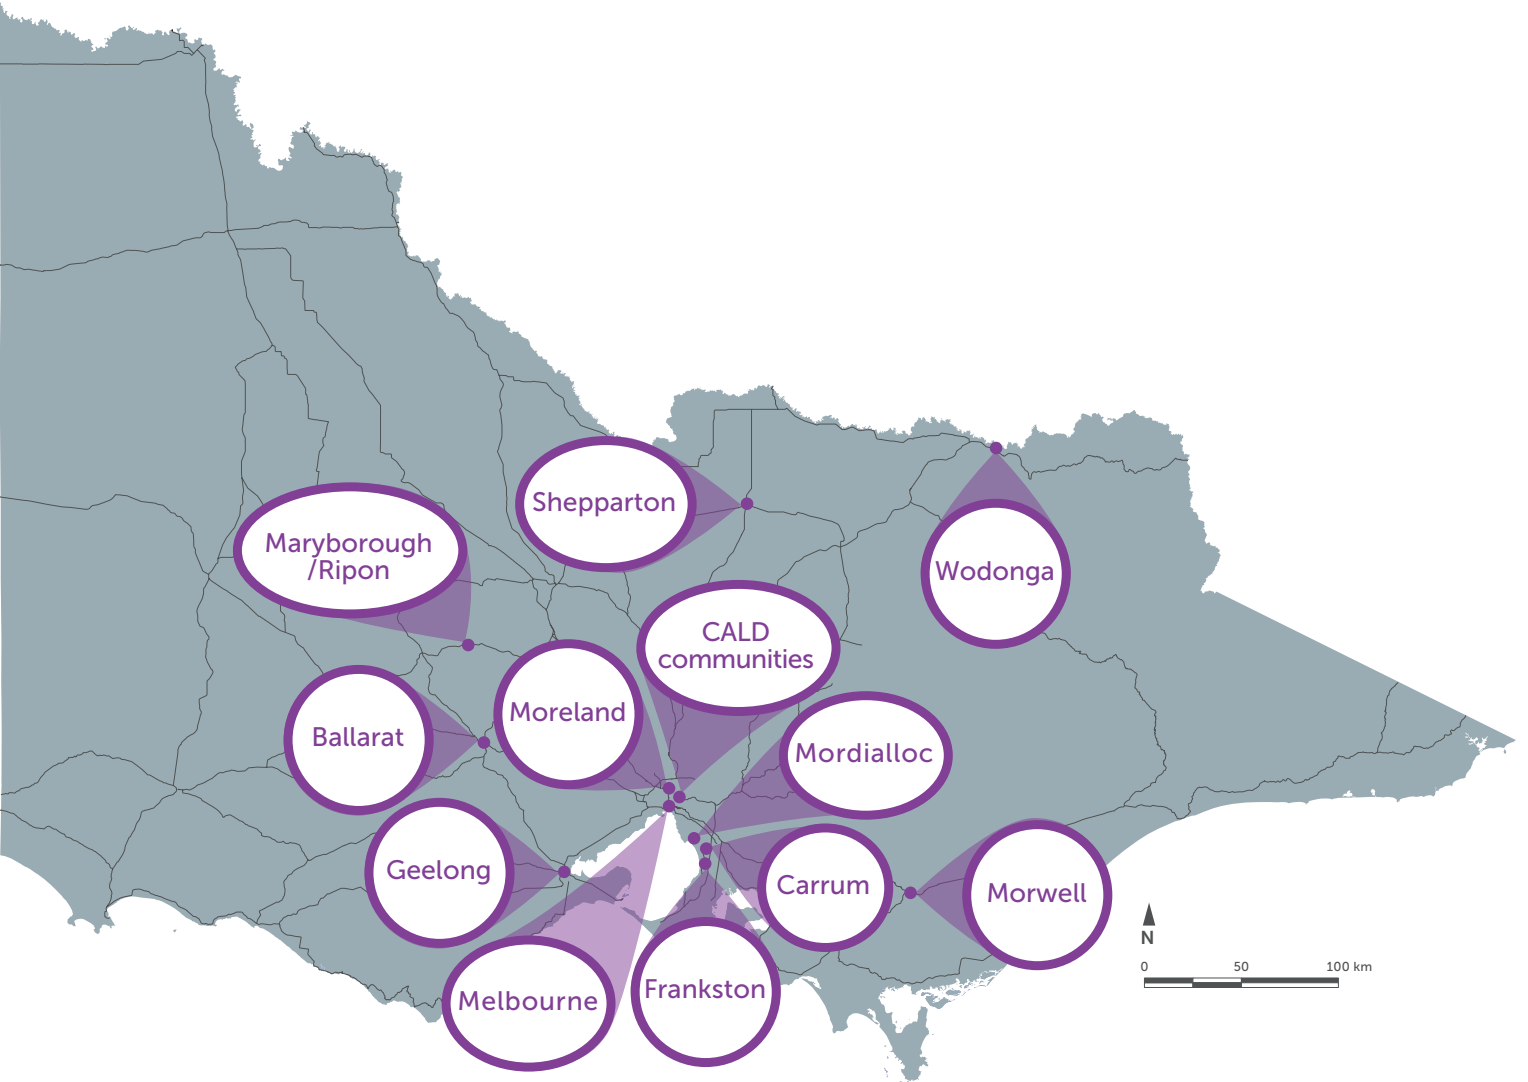 Shepparton
Maryborough
/Ripon
Wodonga
CALD
communities
Moreland
Ballarat
Mordialloc
Geelong
Carrum
Morwell
Melbourne
Frankston
N
0 50 100 km